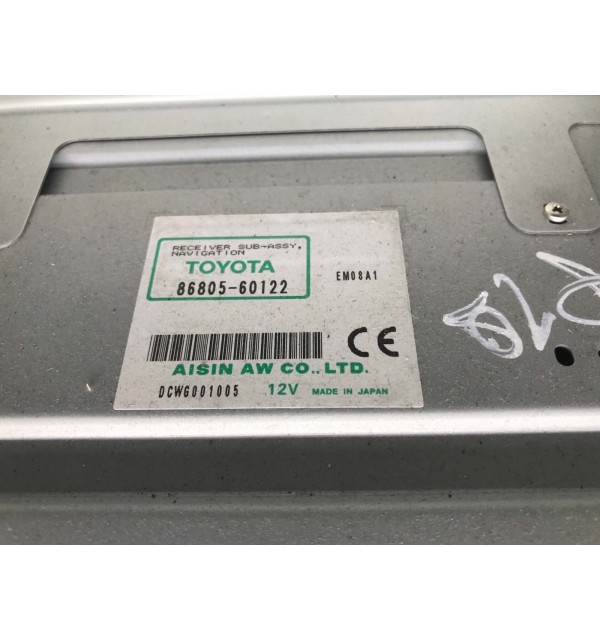 RECEIVER SUB-ASSY,
NAVIGATION
TOYOTA
86805-60122
EM08A1
CE
AISIN AW CO., LTD.
DCWG001005 12V MADE IN JAPAN